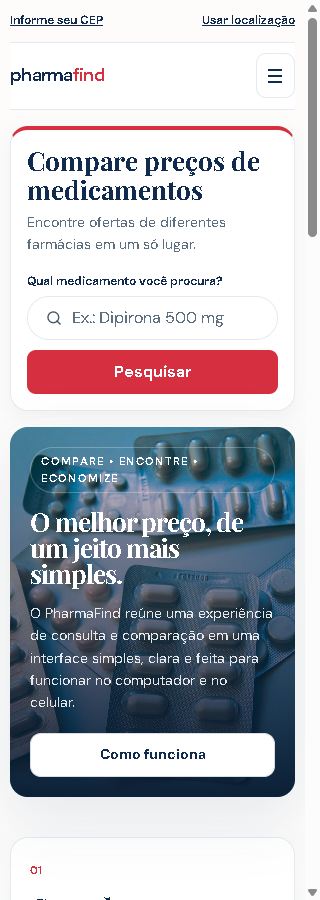 Informe seu CEP
Usar localização
pharmafind
Compare preços de
medicamentos
Encontre ofertas de diferentes
farmácias em um só lugar.
Qual medicamento você procura?
Ex.: Dipirona 500 mg
Pesquisar
COMPARE • ENCONTRE •
ECONOMIZE
O melhor preço, de
um jeito mais
simples.
O PharmaFind reúne uma experiência
de consulta e comparação em uma
interface simples, clara e feita para
funcionar no computador e no
celular.
Como funciona
01